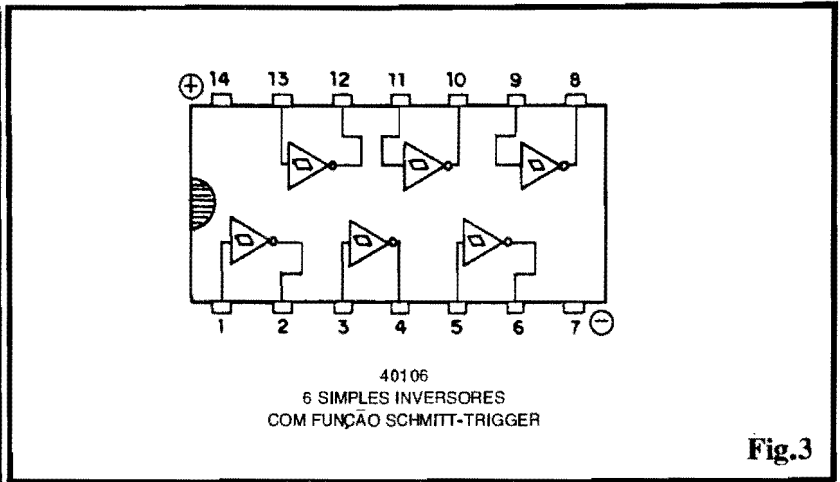 ⊕ 14 13 12 11 10 9 8
1 2 3 4 5 6 7 ⊖
40106
6 SIMPLES INVERSORES
COM FUNÇÃO SCHMITT-TRIGGER
Fig.3